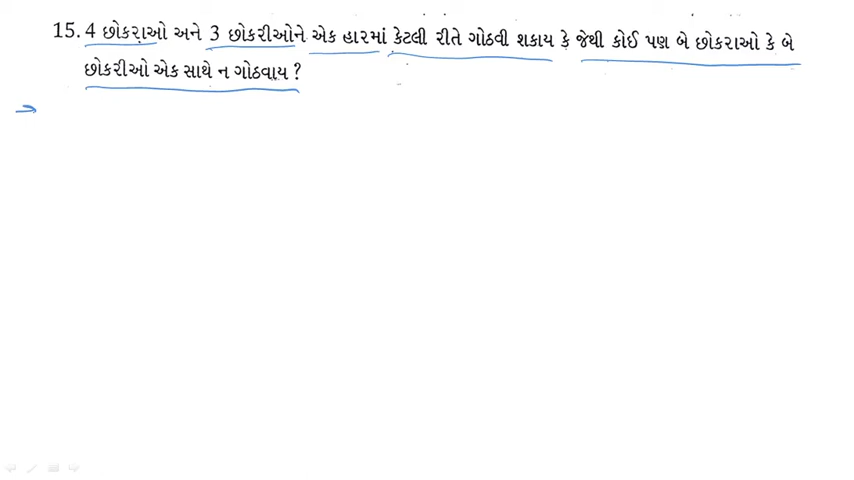 15. 4 છોકરાઓ અને 3 છોકરીઓને એક હારમાં કેટલી રીતે ગોઠવી શકાય કે જેથી કોઈ પણ બે છોકરાઓ કે બે
છોકરીઓ એક સાથે ન ગોઠવાય ?